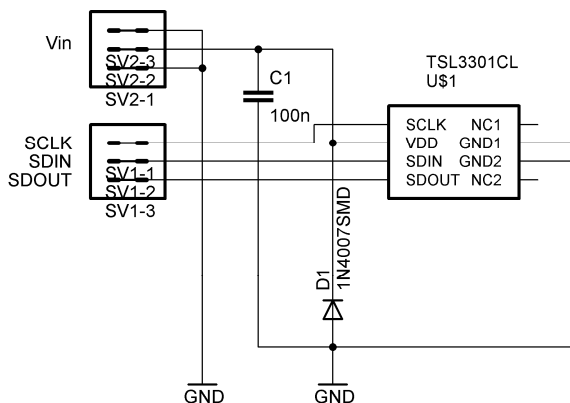 Vin
SV2-3
SV2-2
SV2-1
C1
100n
TSL3301CL
U$1
SCLK
SDIN
SDOUT
SV1-1
SV1-2
SV1-3
SCLK NC1
VDD GND1
SDIN GND2
SDOUT NC2
D1
1N4007SMD
GND
GND